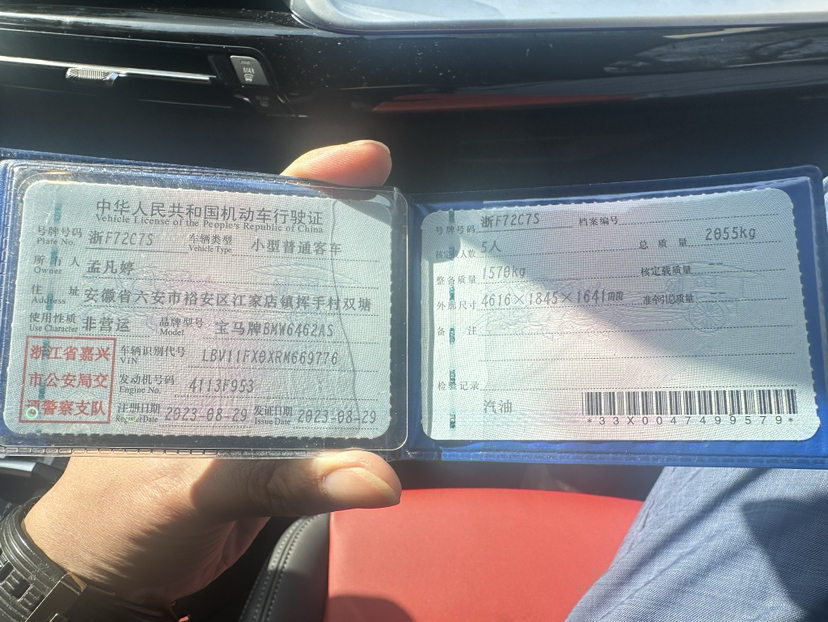 中华人民共和国机动车行驶证
Vehicle License of the People's Republic of China
号牌号码 浙F72C7S 车辆类型 小型普通客车
Plate No. Vehicle Type
所有人 孟凡婷
Owner
住址 安徽省六安市裕安区江家店镇挥手村双塘
Address
使用性质 非营运 品牌型号 宝马牌BMW6462AS
Use Character Model
浙江省嘉兴
市公安局交
通警察支队
车辆识别代号 LBV11FX0XRM669776
VIN
发动机号码 4113F953
Engine No.
注册日期 2023-08-29 发证日期 2023-08-29
Register Date Issue Date
号牌号码 浙F72C7S 档案编号
核定载人数 5人 总质量 2055kg
整备质量 1570kg 核定载质量 --
外廓尺寸 4616×1845×1641mm 准牵引总质量 --
备注
检验记录
汽油
*33X0047499579*